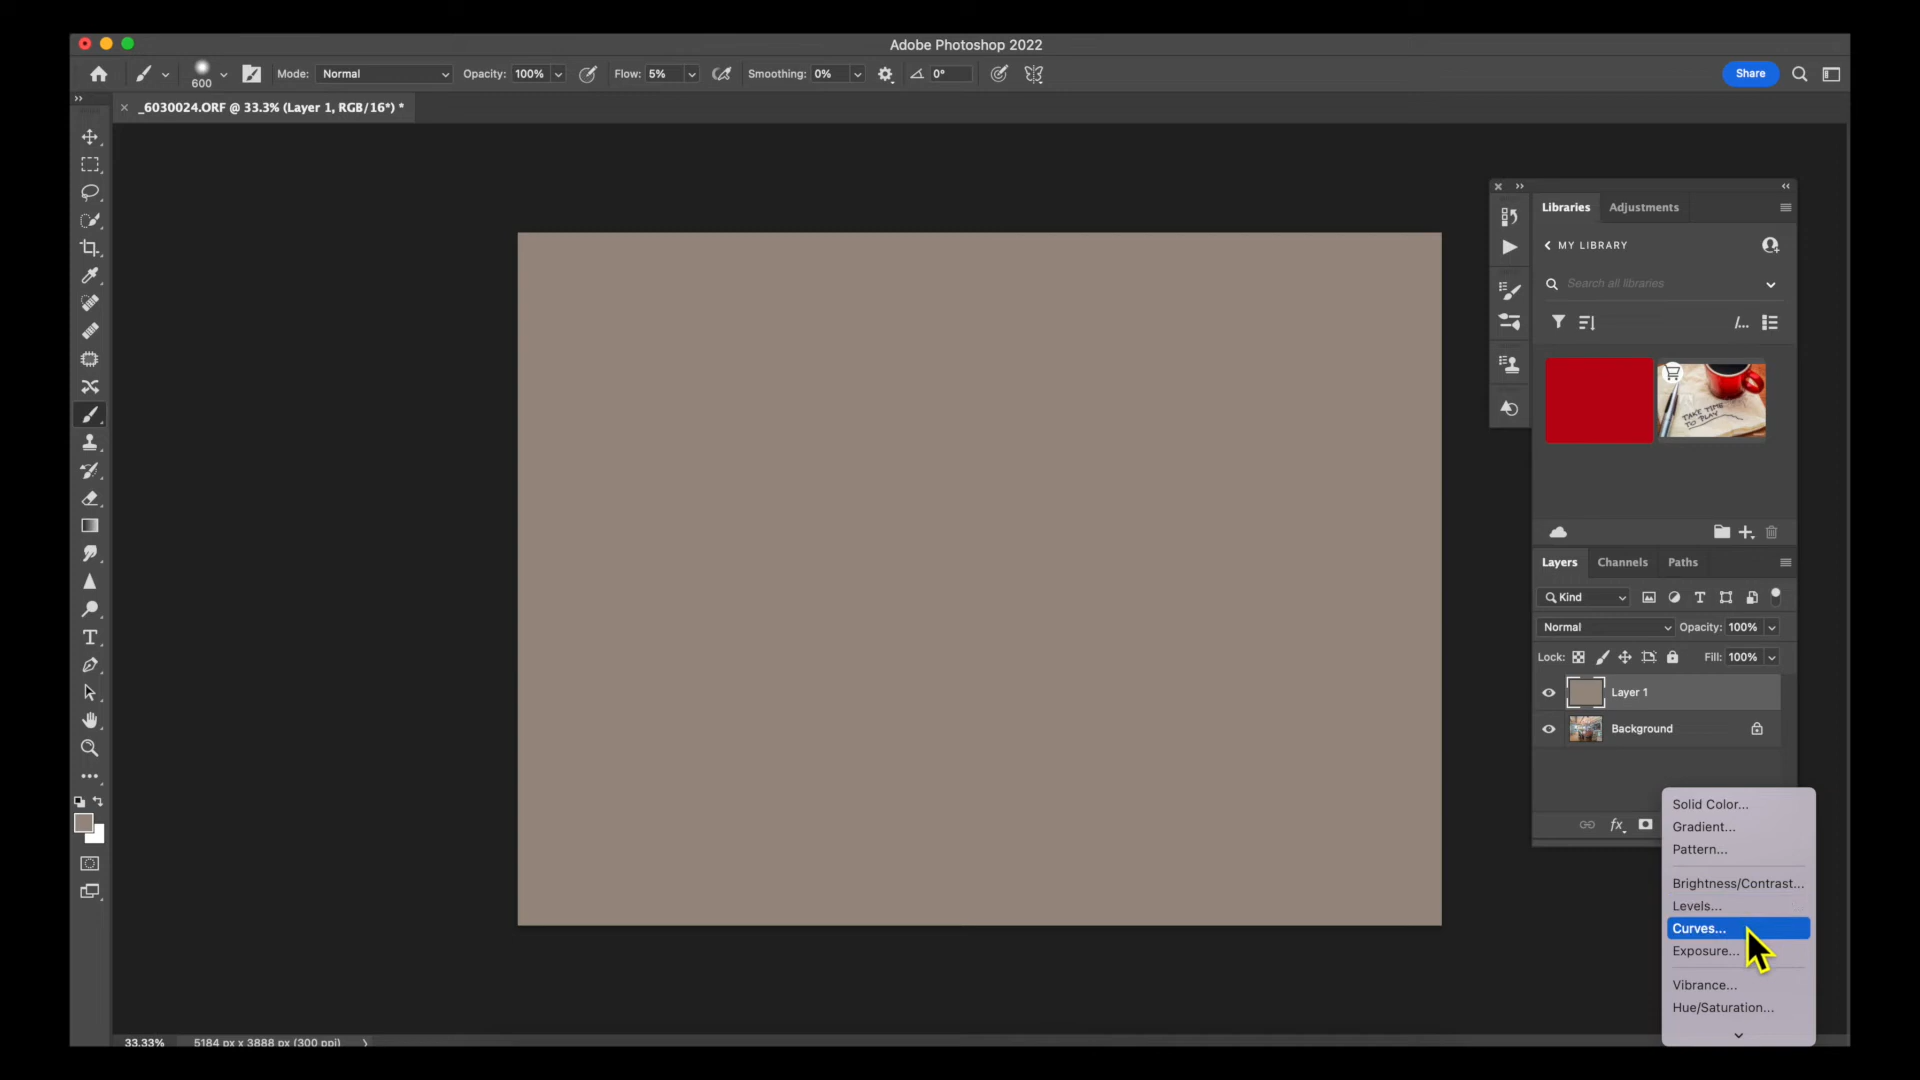 Adobe Photoshop 2022
600
Mode: Normal
Opacity: 100%
Flow: 5%
Smoothing: 0%
0°
Share
_6030024.ORF @ 33.3% (Layer 1, RGB/16*) *
Libraries
Adjustments
MY LIBRARY
Search all libraries
/...
TAKE TIME
TO PLAY
Layers
Channels
Paths
Kind
Normal
Opacity: 100%
Lock:
Fill: 100%
Layer 1
Background
fx
Solid Color...
Gradient...
Pattern...
Brightness/Contrast...
Levels...
Curves...
Exposure...
Vibrance...
Hue/Saturation...
33.33%
5184 px x 3888 px (300 ppi)